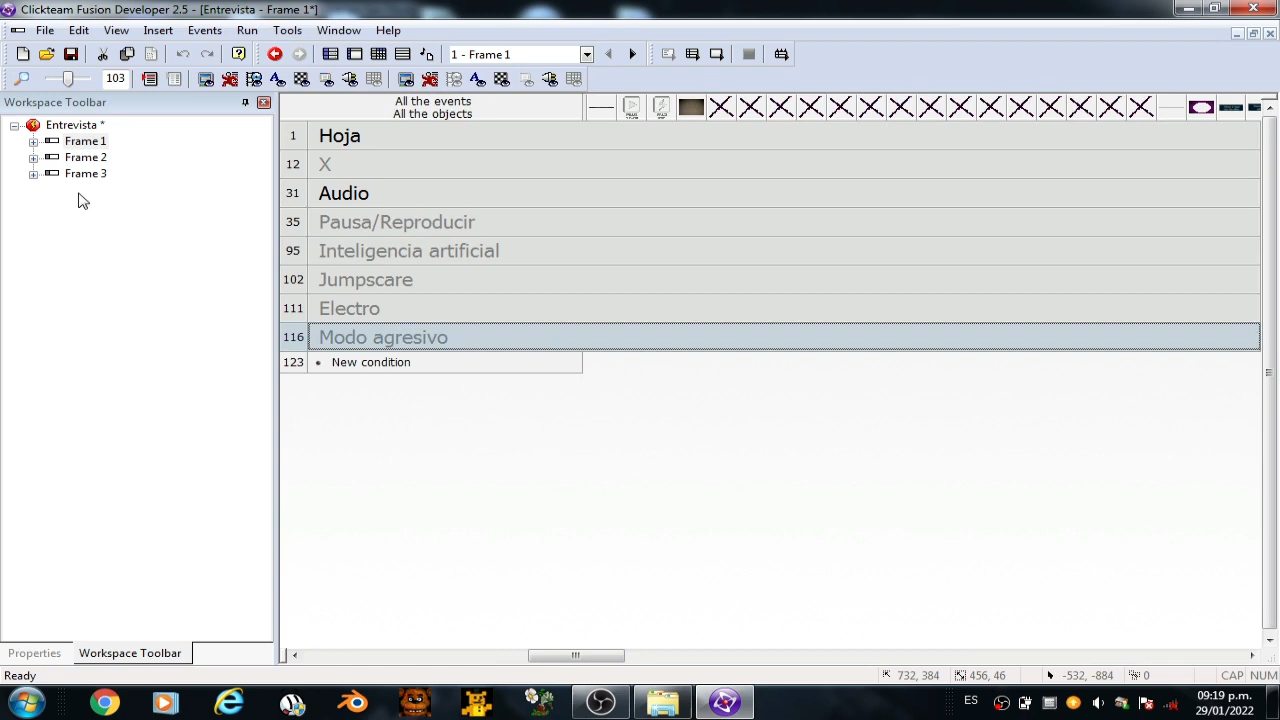 Clickteam Fusion Developer 2.5 - [Entrevista - Frame 1*]
File Edit View Insert Events Run Tools Window Help
1 - Frame 1
103
Workspace Toolbar
Entrevista *
Frame 1
Frame 2
Frame 3
All the events
All the objects
1 Hoja
12 X
31 Audio
35 Pausa/Reproducir
95 Inteligencia artificial
102 Jumpscare
111 Electro
116 Modo agresivo
123 • New condition
Properties Workspace Toolbar
Ready 732, 384 456, 46 -532, -884 0 CAP NUM
ES 09:19 p.m.
29/01/2022